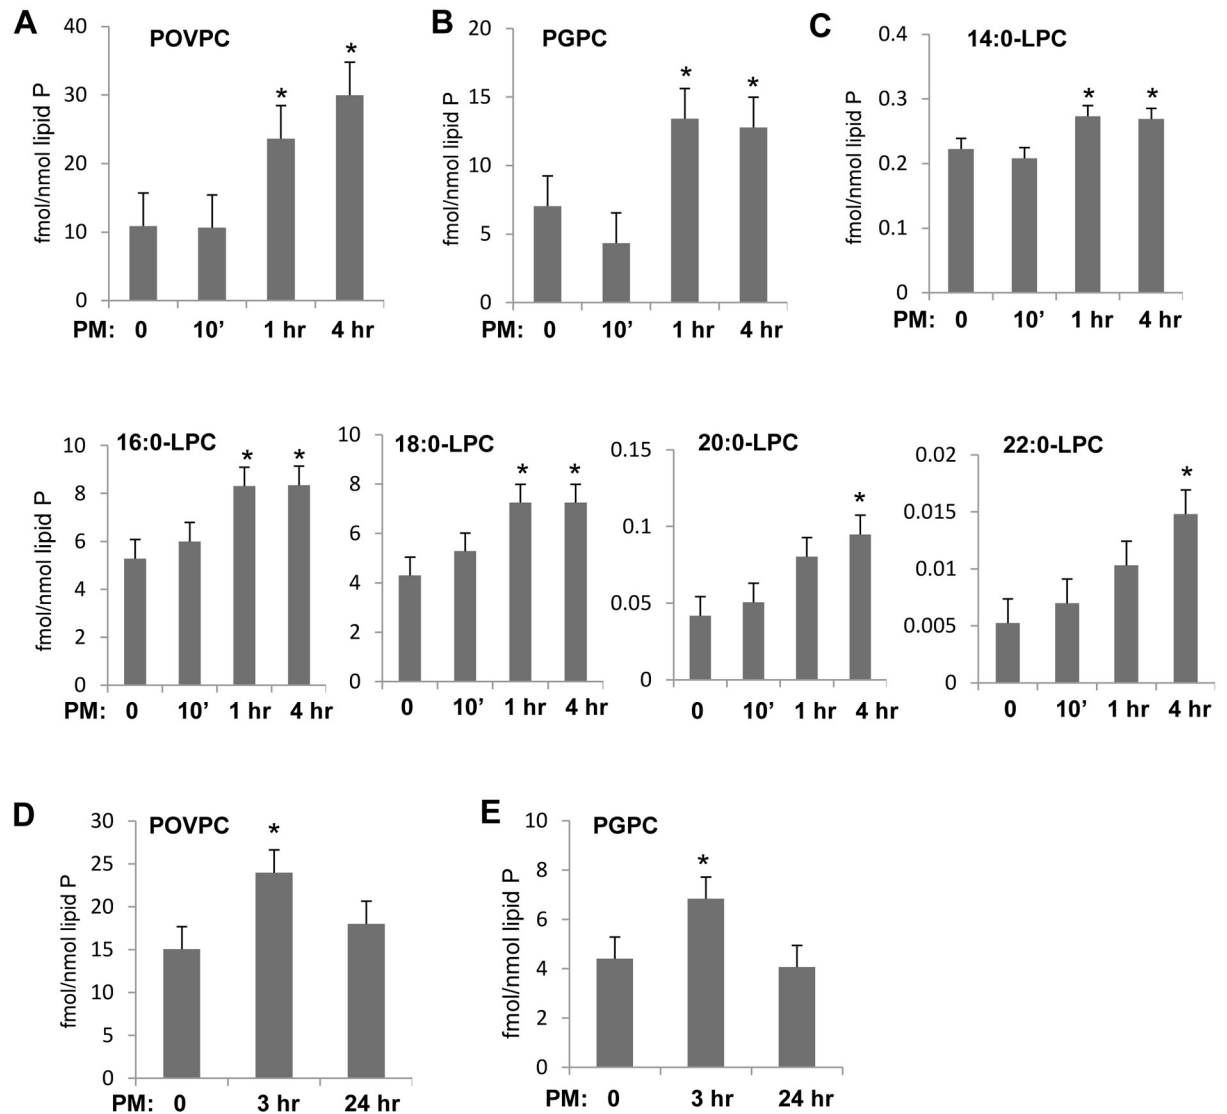 A
POVPC
fmol/nmol lipid P
40
30
20
10
0
* *
PM: 0 10’ 1 hr 4 hr
B
PGPC
fmol/nmol lipid P
20
15
10
5
0
* *
PM: 0 10’ 1 hr 4 hr
C
14:0-LPC
fmol/nmol lipid P
0.4
0.3
0.2
0.1
0
* *
PM: 0 10’ 1 hr 4 hr
16:0-LPC
fmol/nmol lipid P
10
8
6
4
2
0
* *
PM: 0 10’ 1 hr 4 hr
18:0-LPC
10
8
6
4
2
0
* *
0 10’ 1 hr 4 hr
20:0-LPC
0.15
0.1
0.05
0
*
0 10’ 1 hr 4 hr
22:0-LPC
0.02
0.015
0.01
0.005
0
*
0 10’ 1 hr 4 hr
D
POVPC
fmol/nmol lipid P
30
25
20
15
10
5
0
*
PM: 0 3 hr 24 hr
E
PGPC
fmol/nmol lipid P
10
8
6
4
2
0
*
PM: 0 3 hr 24 hr